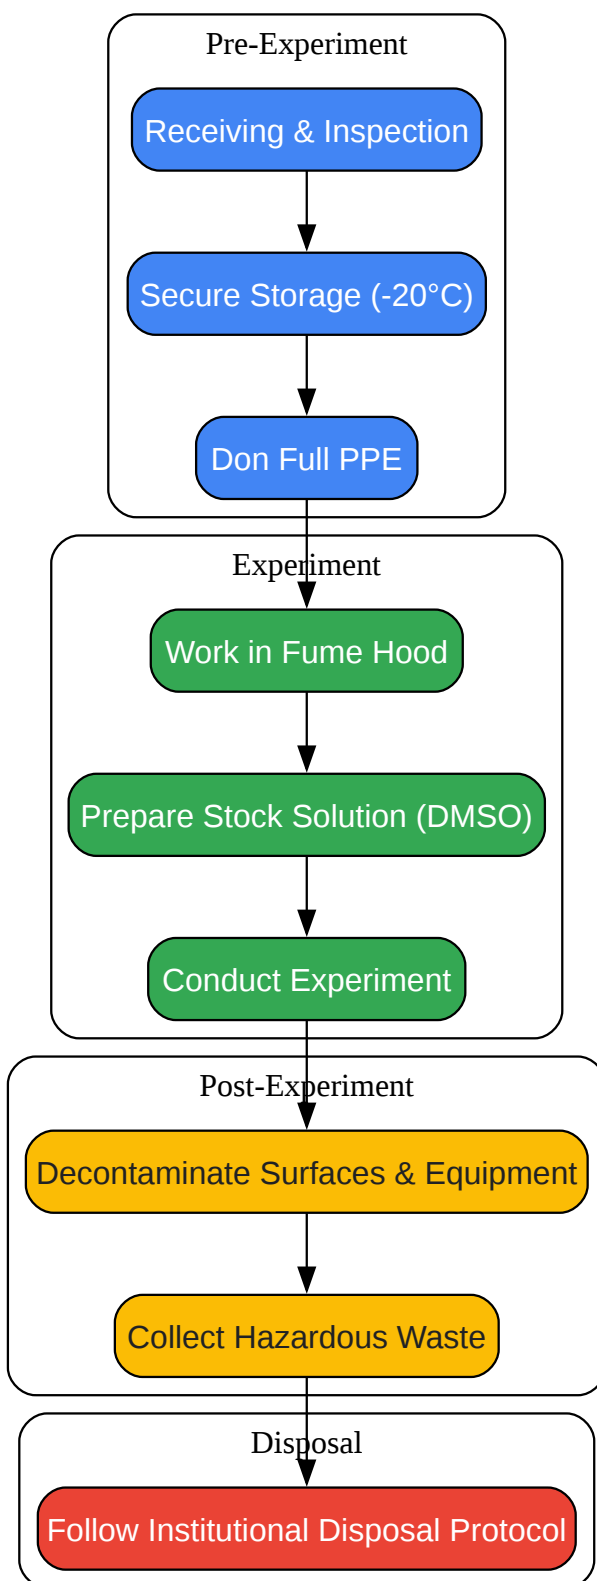 Pre-Experiment
Receiving & Inspection
Secure Storage (-20°C)
Don Full PPE
Experiment
Work in Fume Hood
Prepare Stock Solution (DMSO)
Conduct Experiment
Post-Experiment
Decontaminate Surfaces & Equipment
Collect Hazardous Waste
Disposal
Follow Institutional Disposal Protocol